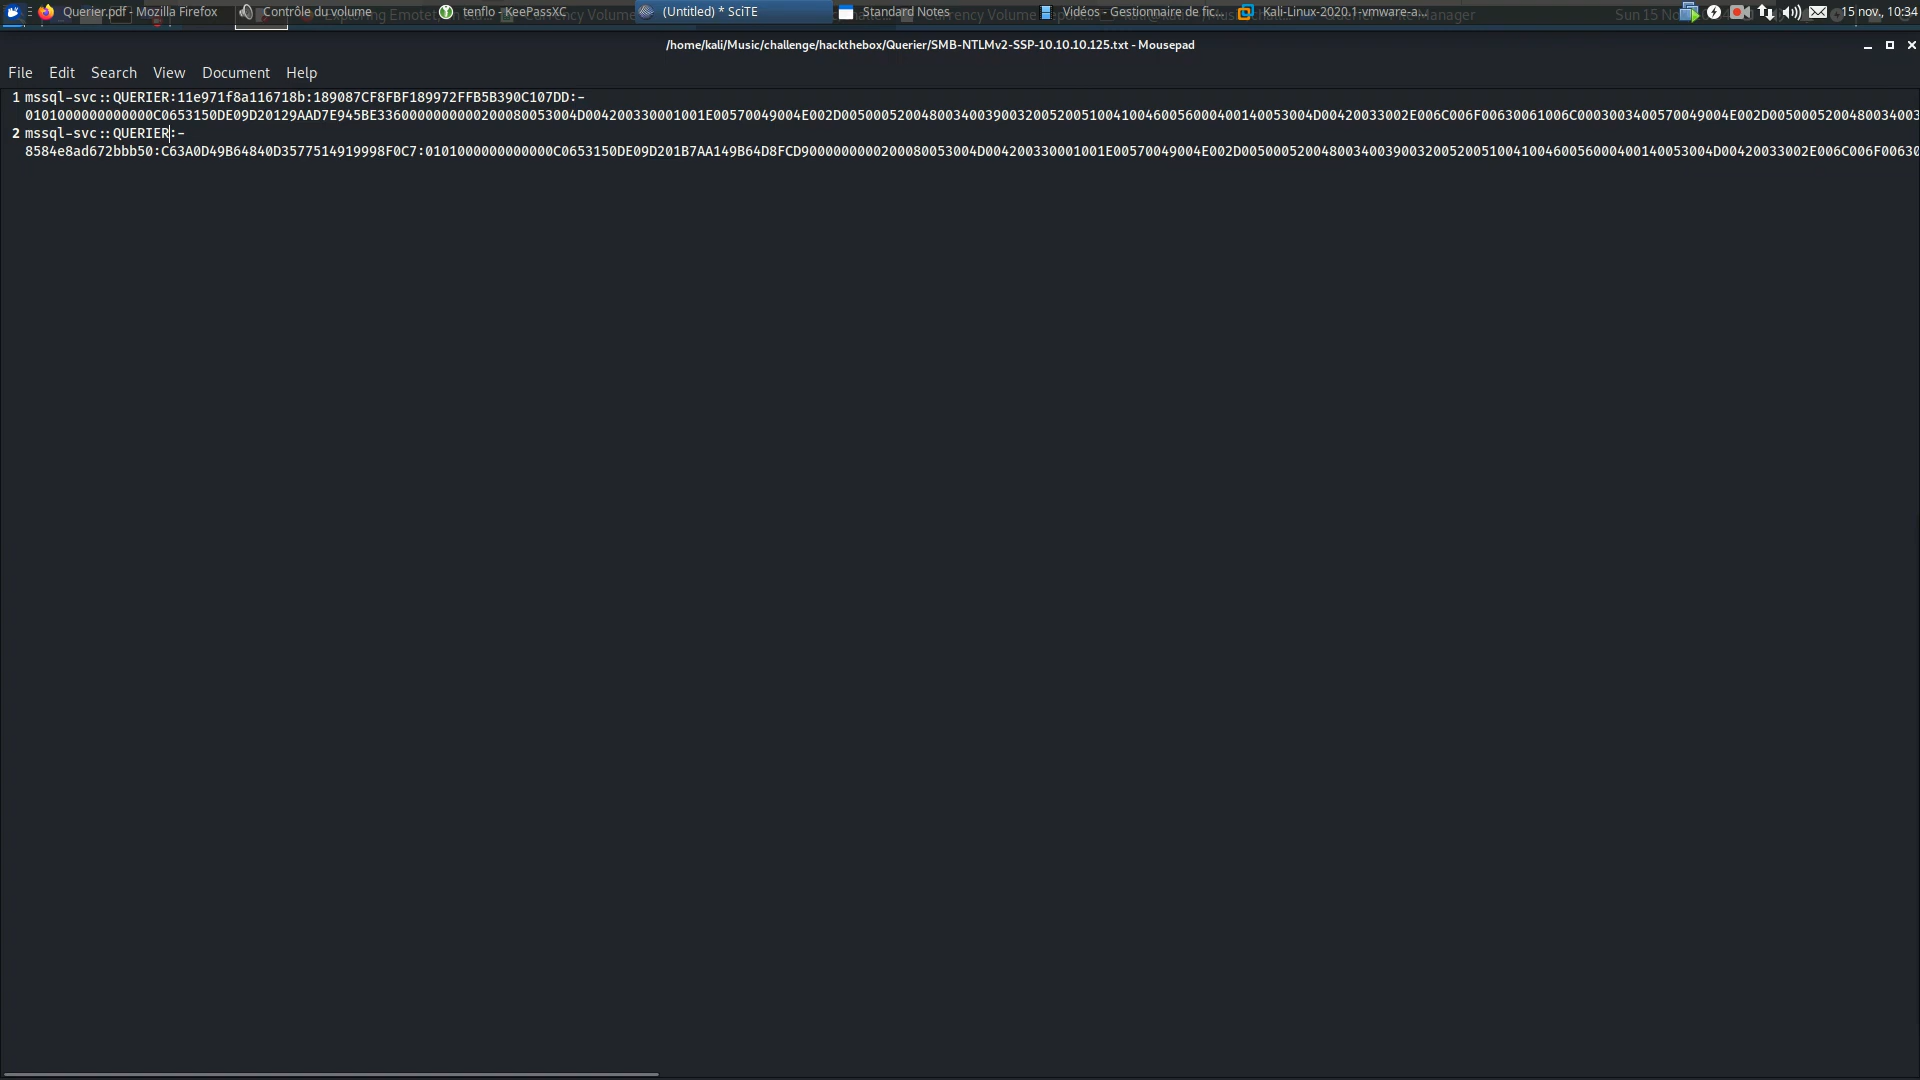 Querier.pdf - Mozilla Firefox
Contrôle du volume
tenflo - KeePassXC
(Untitled) * SciTE
Standard Notes
Vidéos - Gestionnaire de fic...
Kali-Linux-2020.1-vmware-a...
15 nov., 10:34
/home/kali/Music/challenge/hackthebox/Querier/SMB-NTLMv2-SSP-10.10.10.125.txt - Mousepad
File Edit Search View Document Help
1 mssql-svc::QUERIER:11e971f8a116718b:189087CF8FBF189972FFB5B390C107DD:-
0101000000000000C0653150DE09D20129AAD7E945BE3360000000000200080053004D004200330001001E00570049004E002D00500052004800340039003200520051004100460056000400140053004D00420033002E006C006F00630061006C0003003400570049004E002D0050005200480034003
2 mssql-svc::QUERIER:-
8584e8ad672bbb50:C63A0D49B64840D3577514919998F0C7:0101000000000000C0653150DE09D201B7AA149B64D8FCD9000000000200080053004D004200330001001E00570049004E002D00500052004800340039003200520051004100460056000400140053004D00420033002E006C006F00630